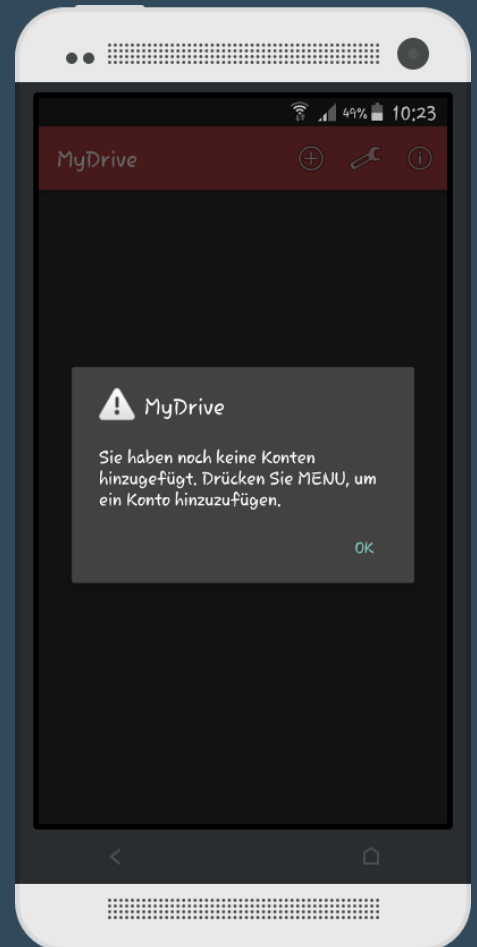 49% 10:23
MyDrive
MyDrive
Sie haben noch keine Konten
hinzugefügt. Drücken Sie MENU, um
ein Konto hinzuzufügen.
OK